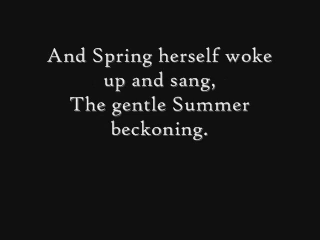 And Spring herself woke
up and sang,
The gentle Summer
beckoning.